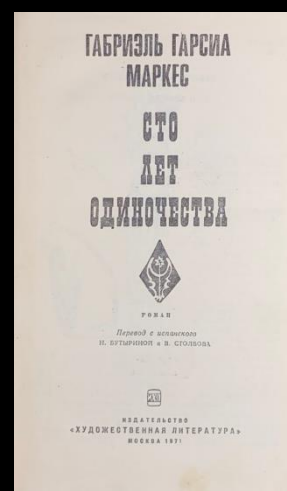 ГАБРИЭЛЬ ГАРСИА
МАРКЕС
СТО
ЛЕТ
ОДИНОЧЕСТВА
РОМАН
Перевод с испанского
Н. БУТЫРИНОЙ и В. СТОЛБОВА
ИЗДАТЕЛЬСТВО
«ХУДОЖЕСТВЕННАЯ ЛИТЕРАТУРА»
МОСКВА 1971